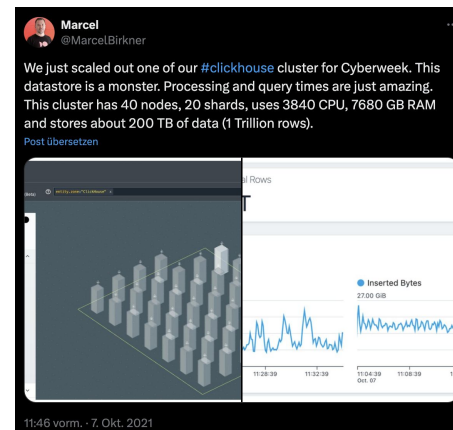 Marcel
@MarcelBirkner
We just scaled out one of our #clickhouse cluster for Cyberweek. This
datastore is a monster. Processing and query times are just amazing.
This cluster has 40 nodes, 20 shards, uses 3840 CPU, 7680 GB RAM
and stores about 200 TB of data (1 Trillion rows).
Post übersetzen
al Rows
T
Inserted Bytes
27.00 GiB
11:28:39 11:32:39
11:04:39 11:08:39
Oct. 07
11:46 vorm. · 7. Okt. 2021